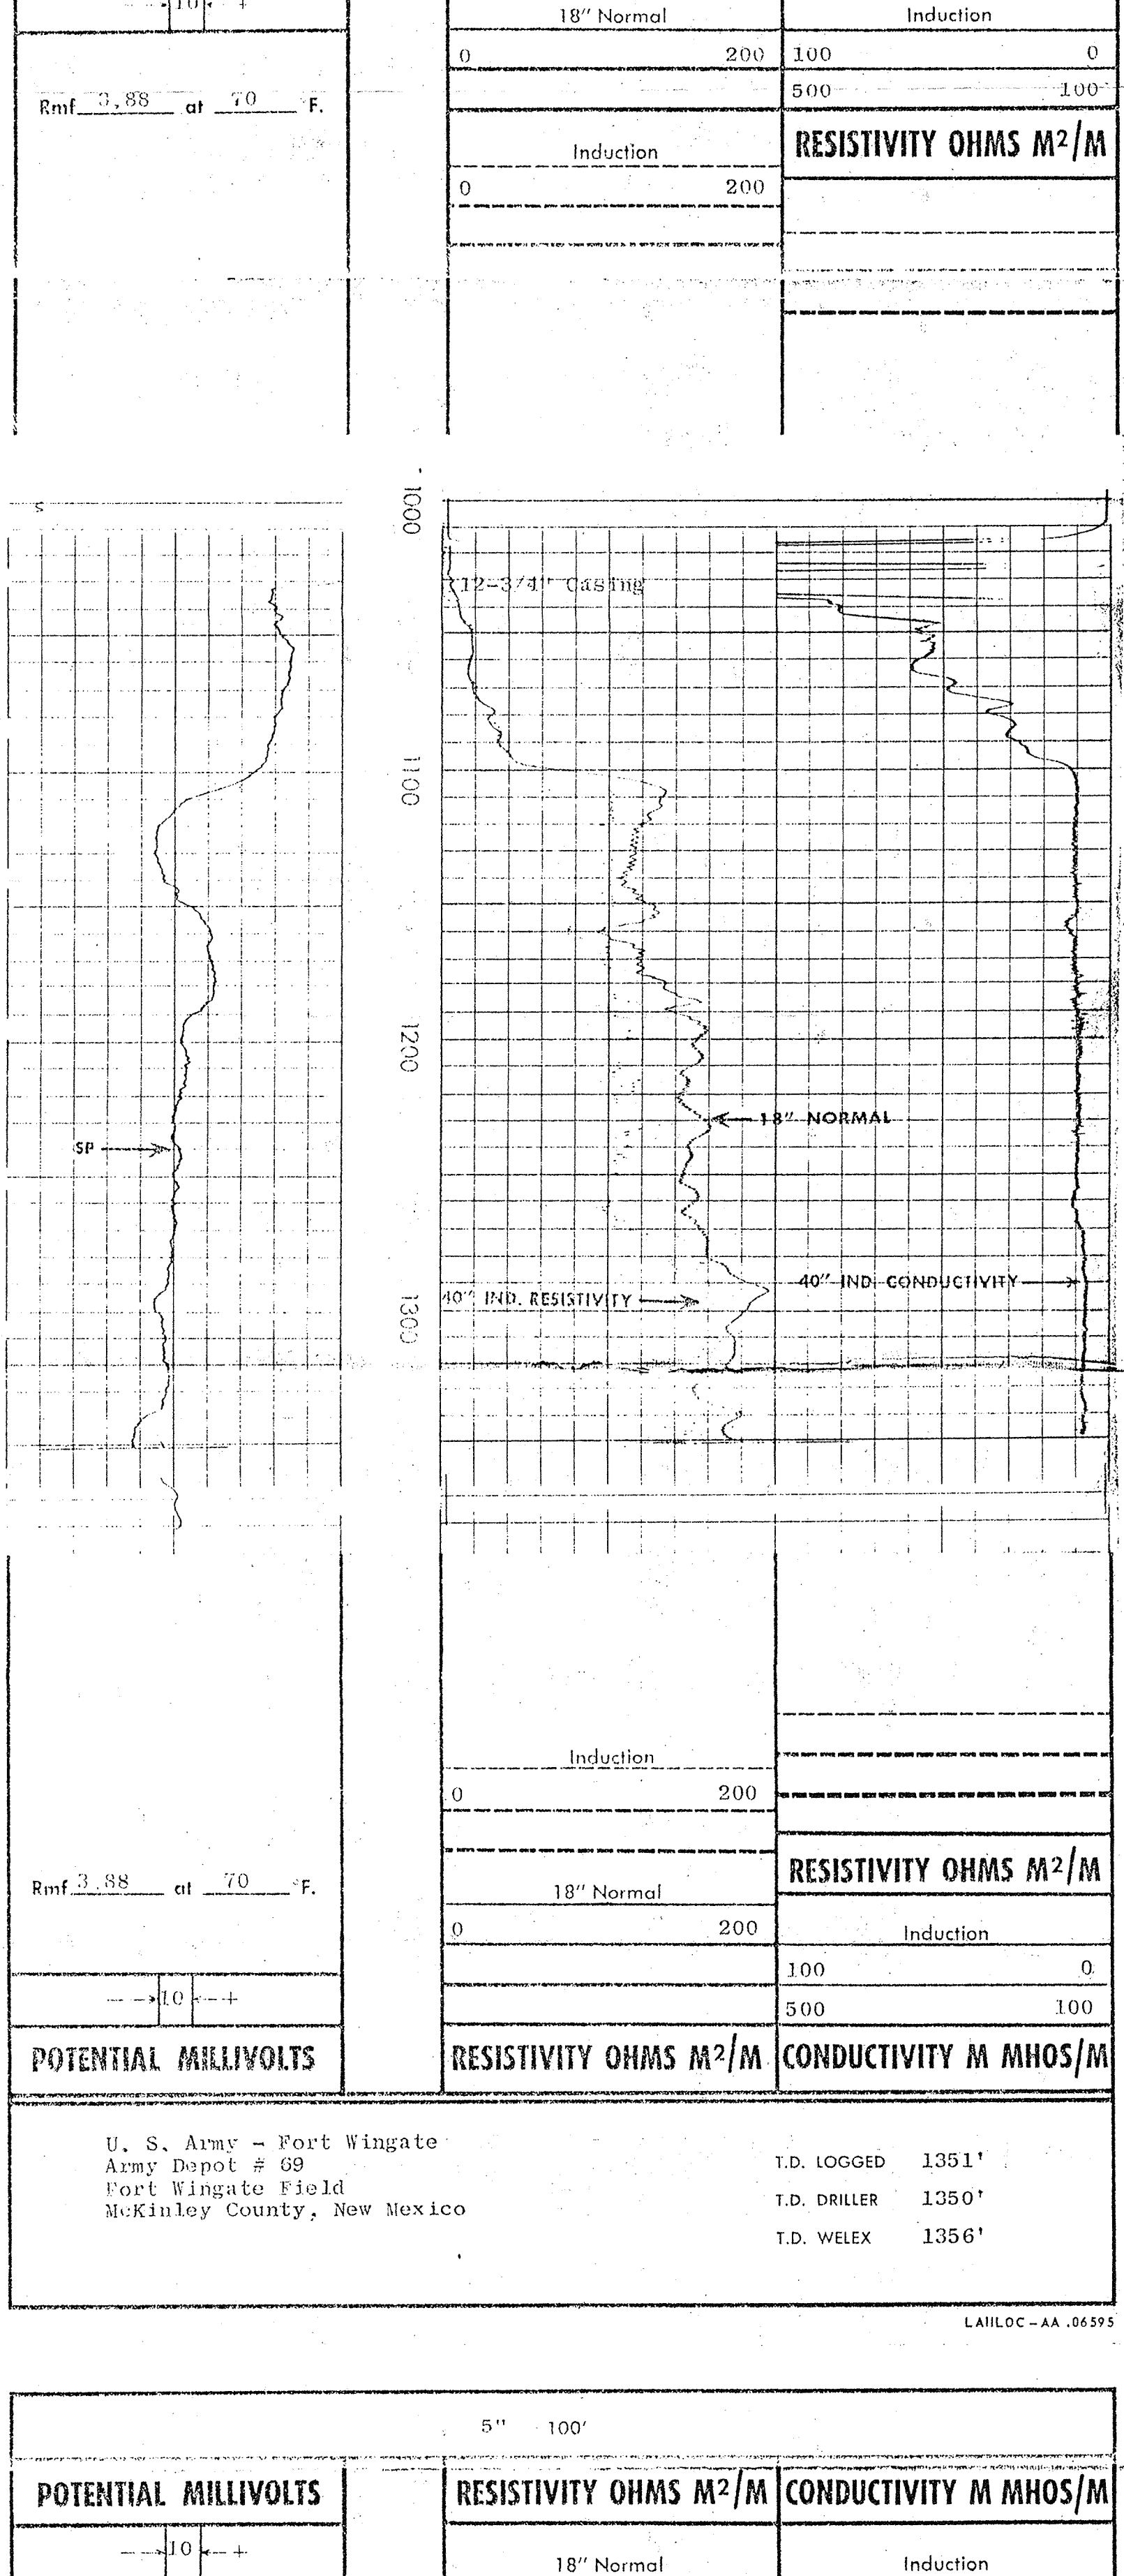 10 +
18" Normal
Induction
0 200 100 0
500 100
Rmf 3.88 at 70 °F.
RESISTIVITY OHMS M²/M
Induction
0 200
1000
12-3/4" Casing
1100
1200
18" NORMAL
SP
40" IND. CONDUCTIVITY
40" IND. RESISTIVITY
1300
Induction
0 200
RESISTIVITY OHMS M²/M
Rmf 3.88 at 70 °F.
18" Normal
0 200
Induction
100 0
500 100
- 10 +
POTENTIAL MILLIVOLTS
RESISTIVITY OHMS M²/M
CONDUCTIVITY M MHOS/M
U. S. Army - Fort Wingate
Army Depot # 69
Fort Wingate Field
McKinley County, New Mexico
T.D. LOGGED 1351'
T.D. DRILLER 1350'
T.D. WELEX 1356'
LAIILOC-AA .06595
5" 100'
POTENTIAL MILLIVOLTS
RESISTIVITY OHMS M²/M
CONDUCTIVITY M MHOS/M
- 10 +
18" Normal
Induction